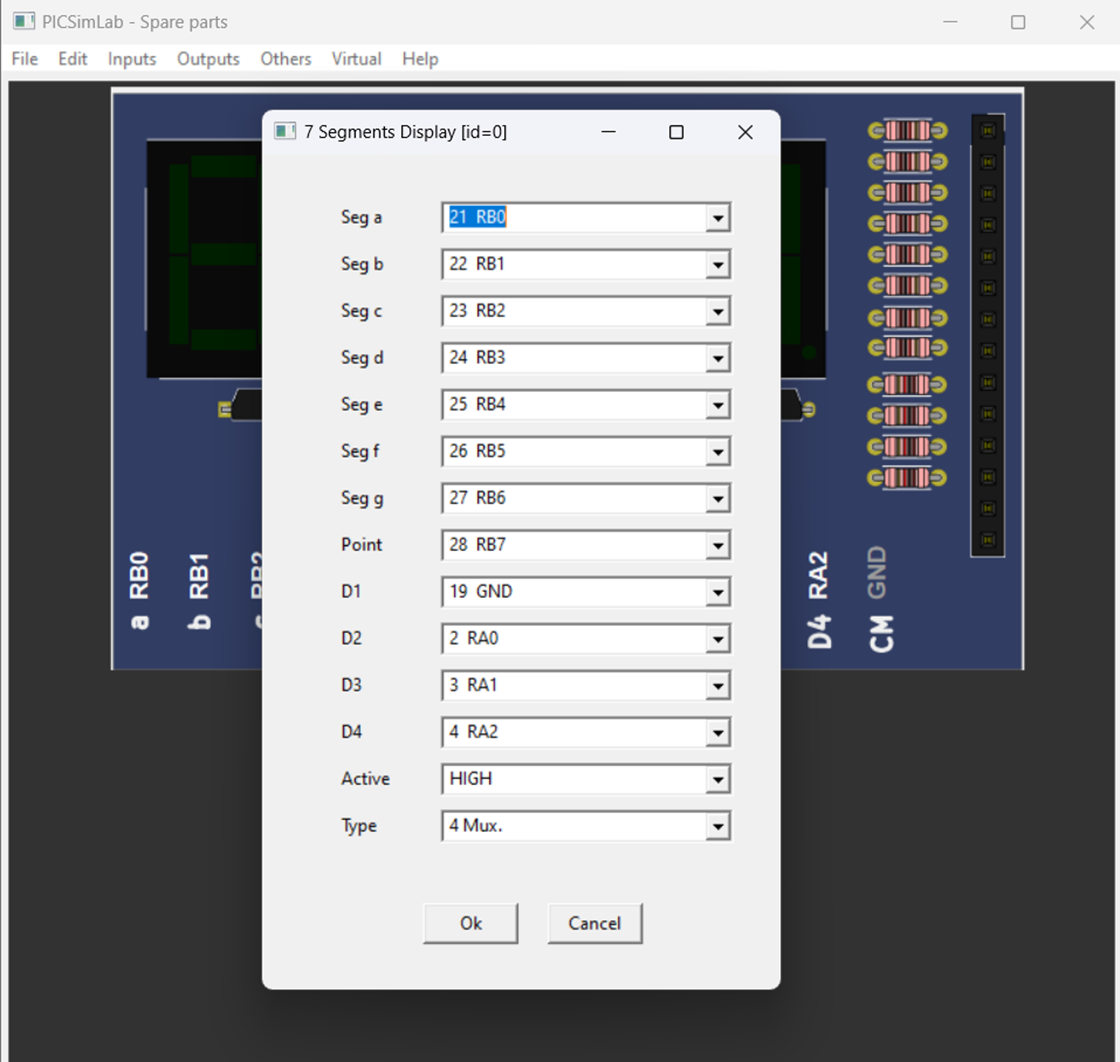 PICSimLab - Spare parts
File Edit Inputs Outputs Others Virtual Help
7 Segments Display [id=0]
Seg a 21 RB0
Seg b 22 RB1
Seg c 23 RB2
Seg d 24 RB3
Seg e 25 RB4
Seg f 26 RB5
Seg g 27 RB6
Point 28 RB7
D1 19 GND
D2 2 RA0
D3 3 RA1
D4 4 RA2
Active HIGH
Type 4 Mux.
Ok Cancel
a RB0
b RB1
D4 RA2
CM GND